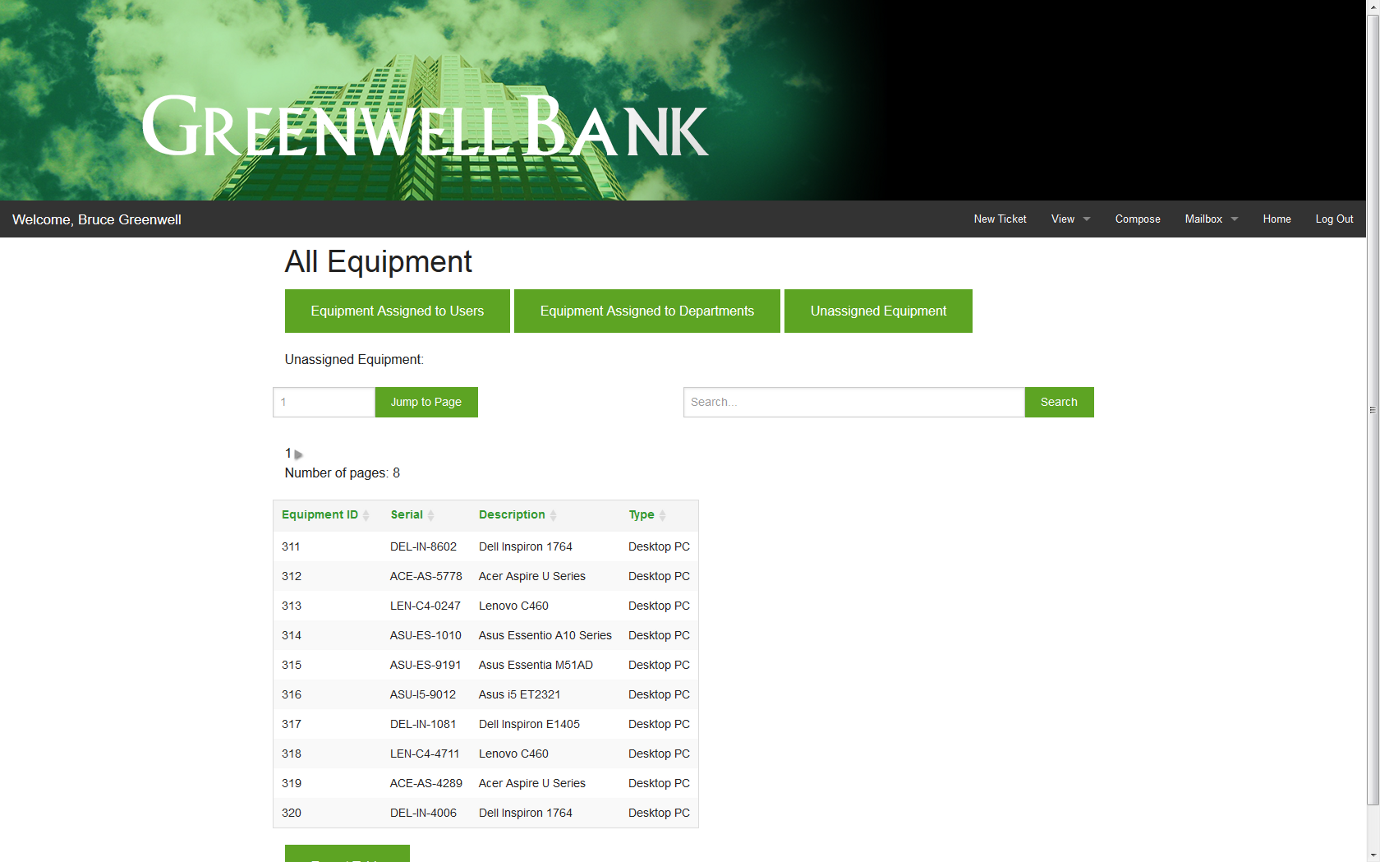 GREENWELL BANK
Welcome, Bruce Greenwell New Ticket View Compose Mailbox Home Log Out
All Equipment
Equipment Assigned to Users Equipment Assigned to Departments Unassigned Equipment
Unassigned Equipment:
1 Jump to Page Search... Search
1
Number of pages: 8
Equipment ID Serial Description Type
311 DEL-IN-8602 Dell Inspiron 1764 Desktop PC
312 ACE-AS-5778 Acer Aspire U Series Desktop PC
313 LEN-C4-0247 Lenovo C460 Desktop PC
314 ASU-ES-1010 Asus Essentio A10 Series Desktop PC
315 ASU-ES-9191 Asus Essentia M51AD Desktop PC
316 ASU-I5-9012 Asus i5 ET2321 Desktop PC
317 DEL-IN-1081 Dell Inspiron E1405 Desktop PC
318 LEN-C4-4711 Lenovo C460 Desktop PC
319 ACE-AS-4289 Acer Aspire U Series Desktop PC
320 DEL-IN-4006 Dell Inspiron 1764 Desktop PC